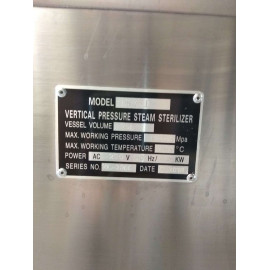 MODEL
VERTICAL PRESSURE STEAM STERILIZER
VESSEL VOLUME
MAX. WORKING PRESSURE Mpa
MAX. WORKING TEMPERATURE °C
POWER AC V Hz/ KW
SERIES NO. DATE